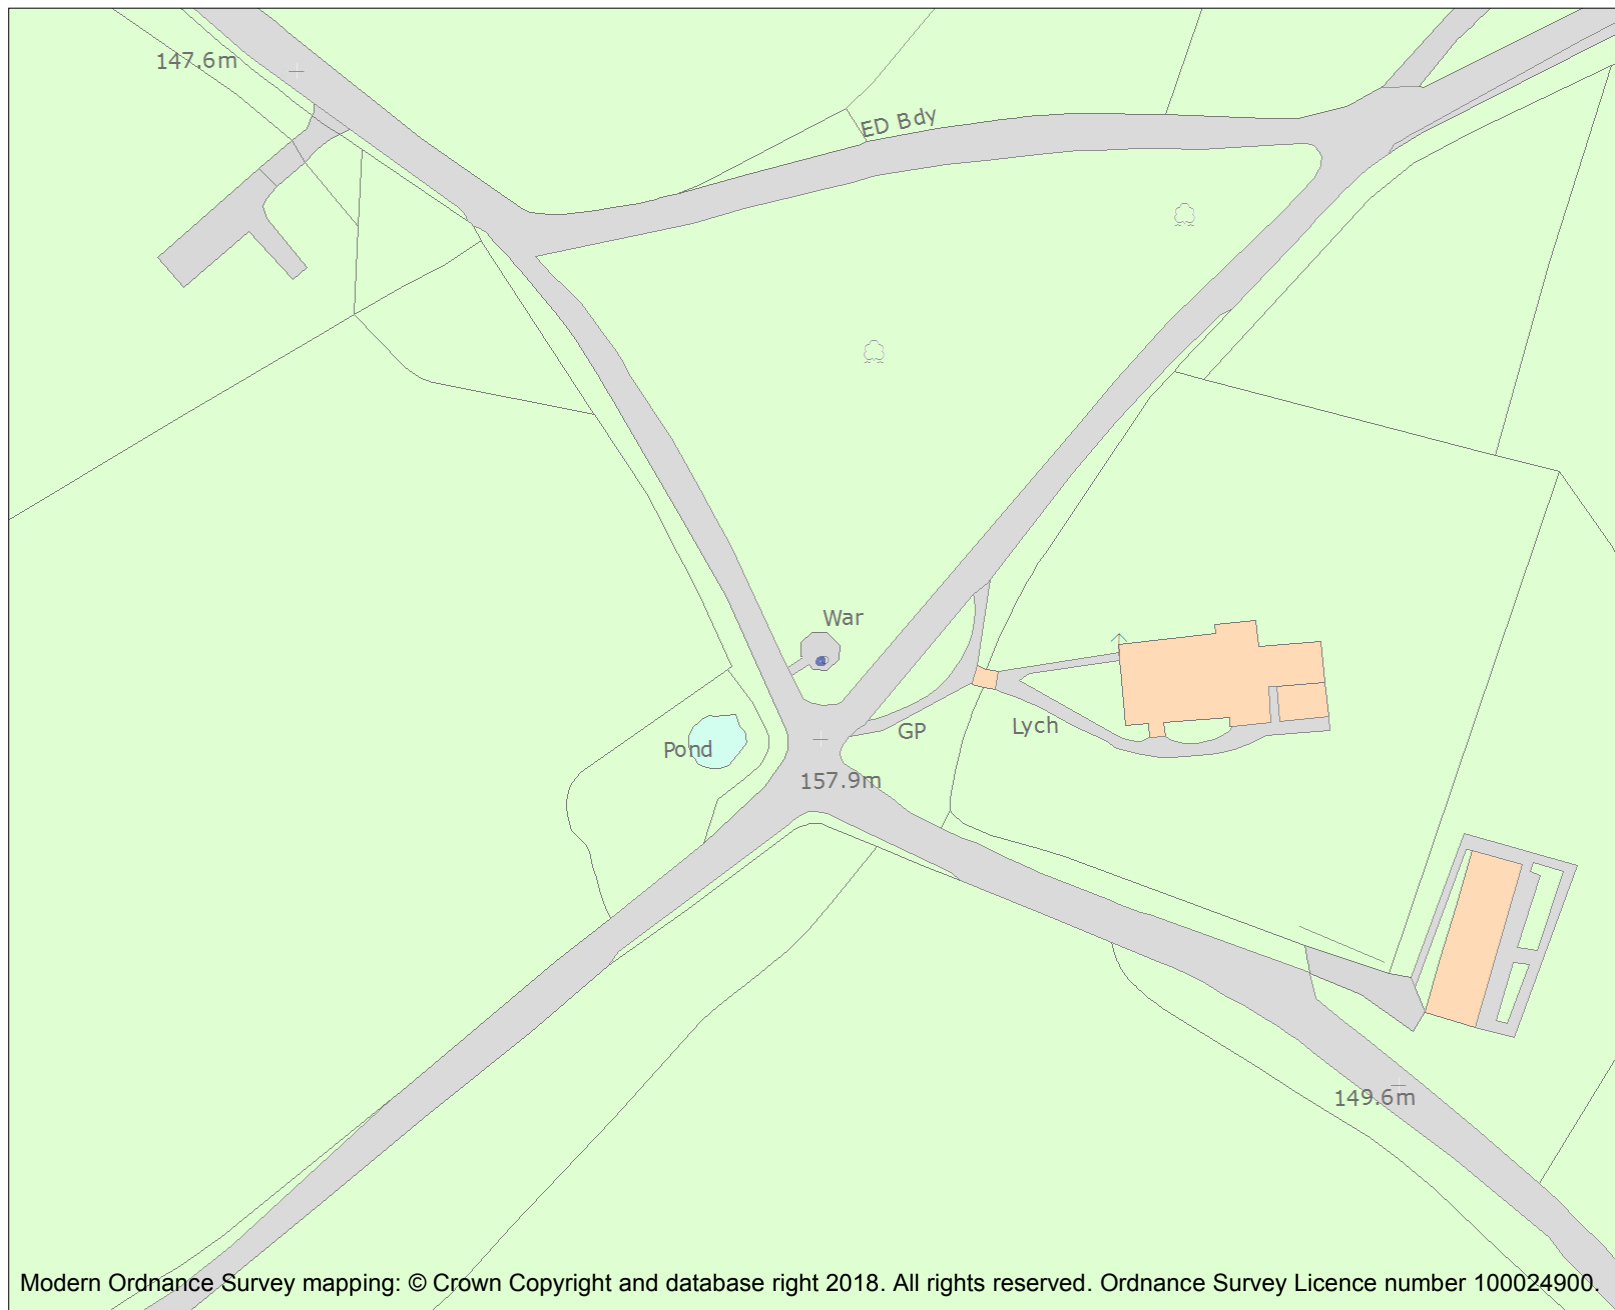 147.6m
ED Bdy
War
GP
Lych
Pond
157.9m
149.6m
Modern Ordnance Survey mapping: © Crown Copyright and database right 2018. All rights reserved. Ordnance Survey Licence number 100024900.